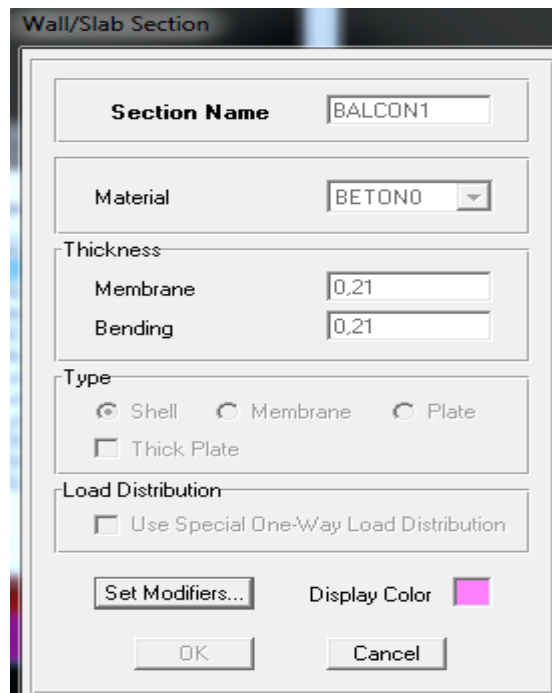 Wall/Slab Section
Section Name BALCON1
Material BETON0
Thickness
Membrane 0,21
Bending 0,21
Type
Shell Membrane Plate
Thick Plate
Load Distribution
Use Special One-Way Load Distribution
Set Modifiers... Display Color
OK Cancel